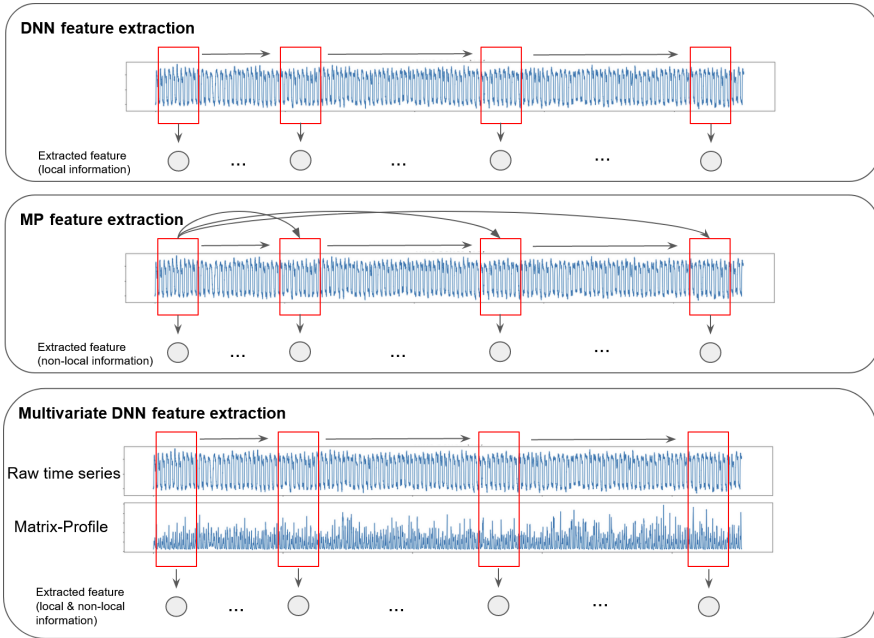 DNN feature extraction
Extracted feature
(local information)
...
...
...
MP feature extraction
Extracted feature
(non-local information)
...
...
...
Multivariate DNN feature extraction
Raw time series
Matrix-Profile
Extracted feature
(local & non-local
information)
...
...
...